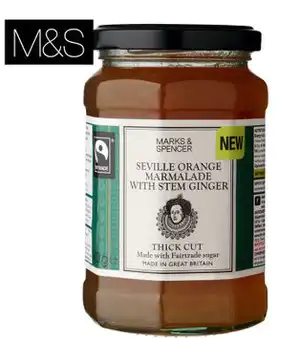 M&S
MARKS &
SPENCER
NEW
SEVILLE ORANGE
MARMALADE
WITH STEM GINGER
THICK CUT
Made with Fairtrade sugar
MADE IN GREAT BRITAIN